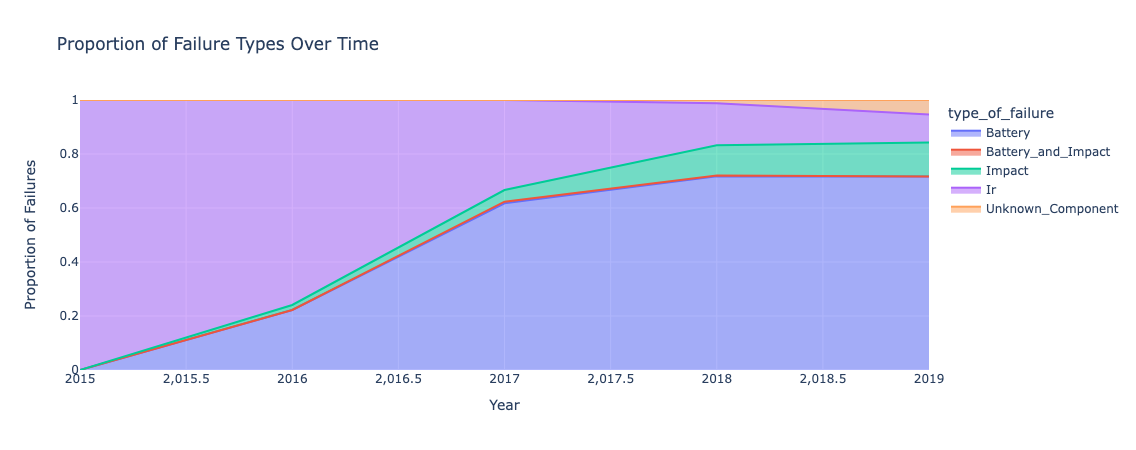 Proportion of Failure Types Over Time
Proportion of Failures
1
0.8
0.6
0.4
0.2
0
2015
2,015.5
2016
2,016.5
2017
2,017.5
2018
2,018.5
2019
Year
type_of_failure
Battery
Battery_and_Impact
Impact
Ir
Unknown_Component